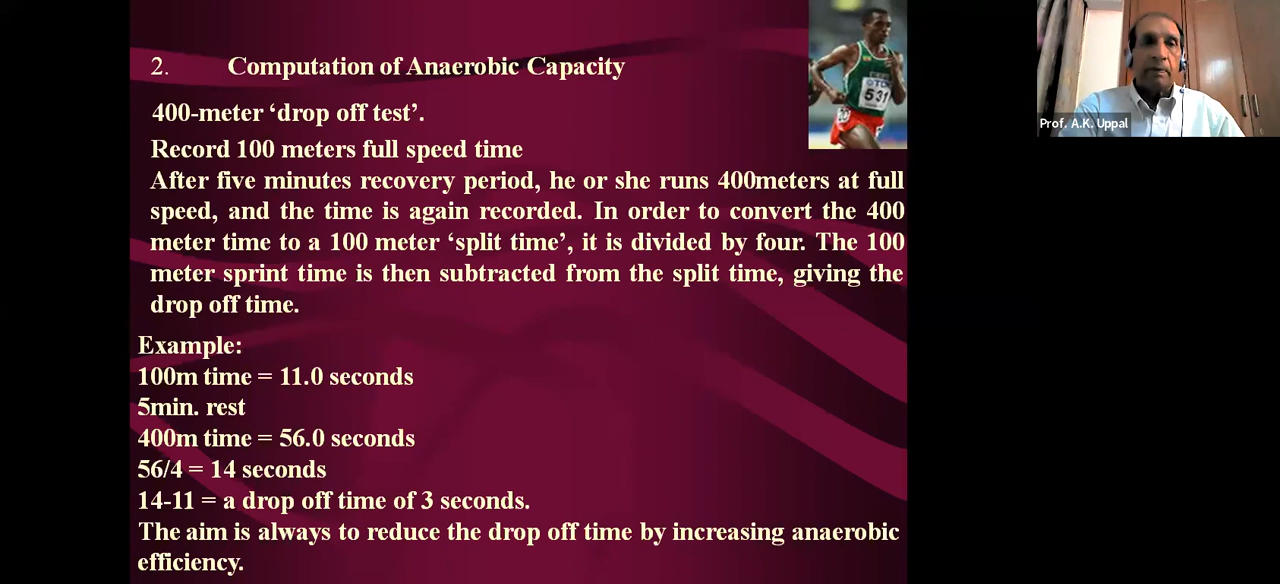 2. Computation of Anaerobic Capacity
400-meter ‘drop off test’.
Record 100 meters full speed time
After five minutes recovery period, he or she runs 400meters at full
speed, and the time is again recorded. In order to convert the 400
meter time to a 100 meter ‘split time’, it is divided by four. The 100
meter sprint time is then subtracted from the split time, giving the
drop off time.
Example:
100m time = 11.0 seconds
5min. rest
400m time = 56.0 seconds
56/4 = 14 seconds
14-11 = a drop off time of 3 seconds.
The aim is always to reduce the drop off time by increasing anaerobic
efficiency.
531
Prof. A.K. Uppal